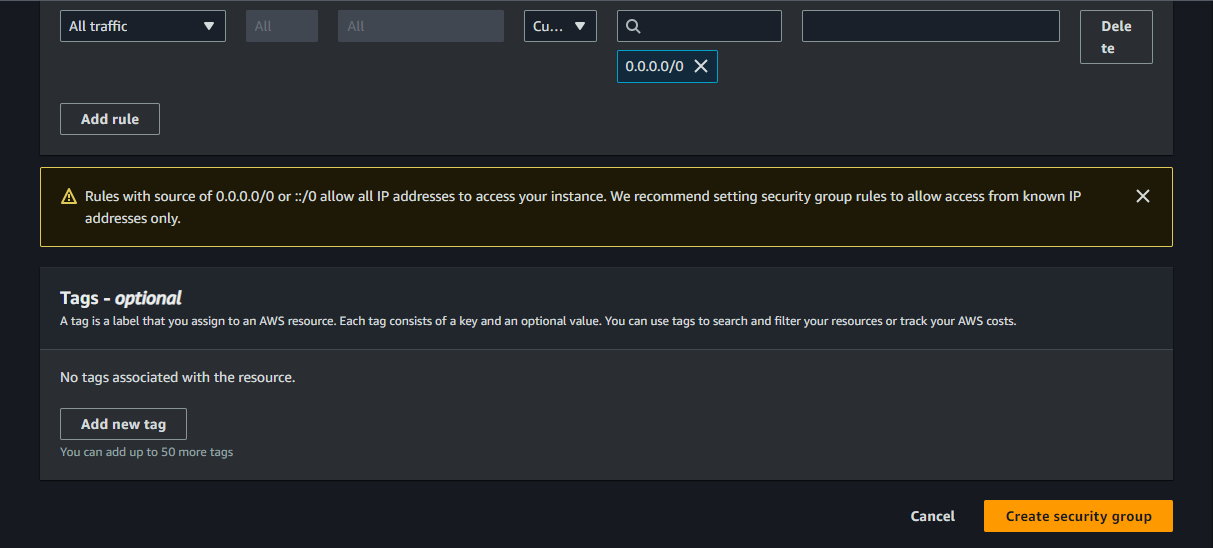 All traffic
All
All
Cu...
Dele
te
0.0.0.0/0
Add rule
Rules with source of 0.0.0.0/0 or ::/0 allow all IP addresses to access your instance. We recommend setting security group rules to allow access from known IP
addresses only.
Tags - optional
A tag is a label that you assign to an AWS resource. Each tag consists of a key and an optional value. You can use tags to search and filter your resources or track your AWS costs.
No tags associated with the resource.
Add new tag
You can add up to 50 more tags
Cancel
Create security group